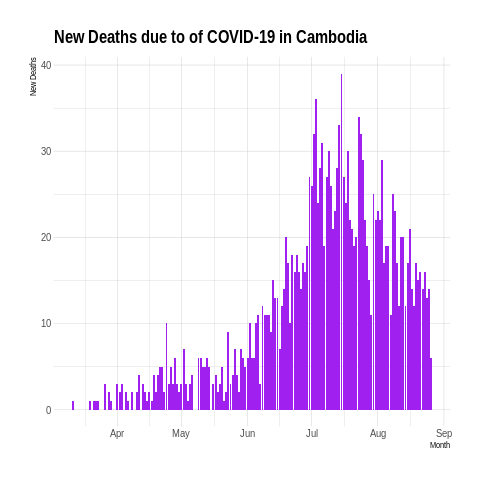 New Deaths due to of COVID-19 in Cambodia
New Deaths
40
30
20
10
0
Apr May Jun Jul Aug Sep
Month